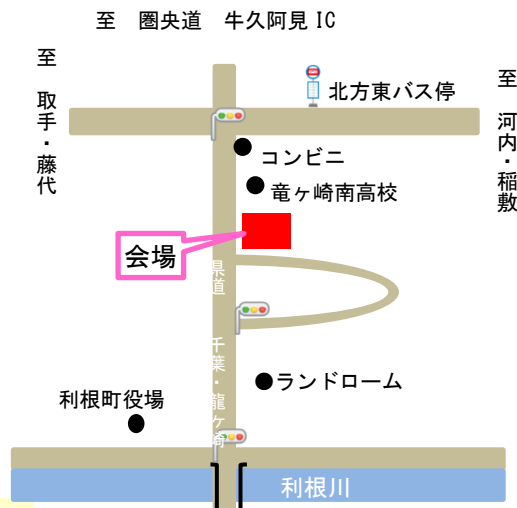 至 圏央道 牛久阿見 IC
至 取手・藤代
北方東バス停
至 河内・稲敷
コンビニ
竜ヶ崎南高校
会場
県道 千葉・龍ヶ崎
ランドローム
利根町役場
利根川